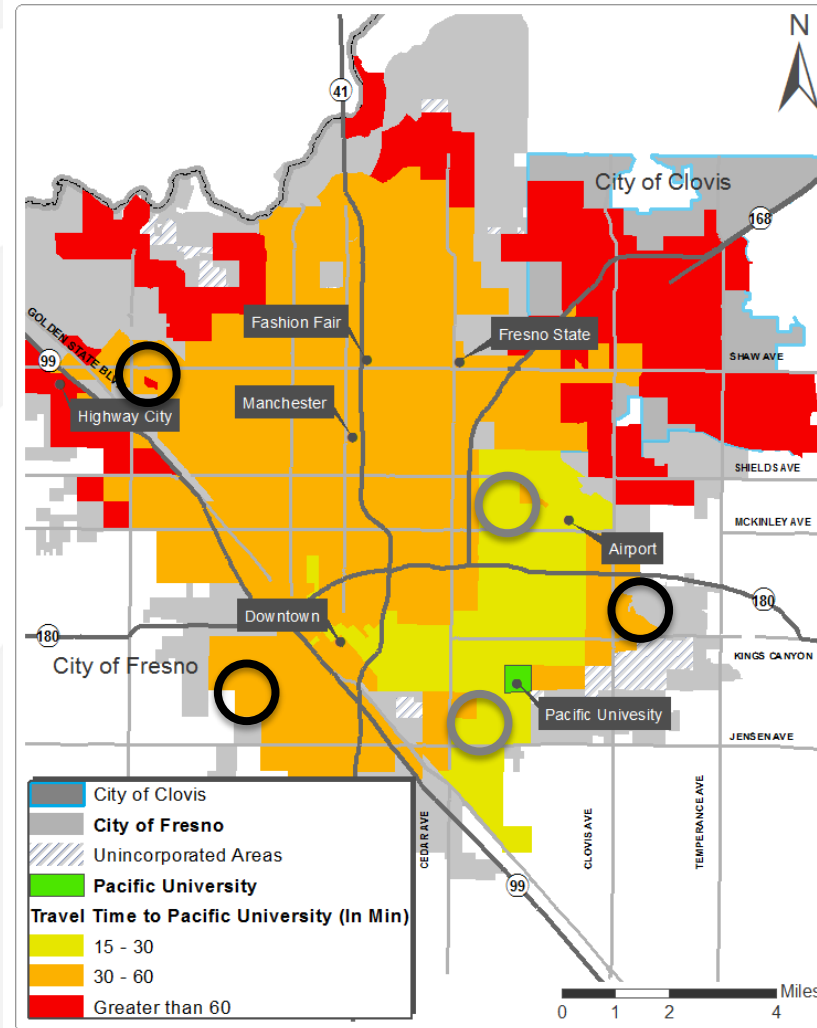 N
41
City of Clovis
168
Fashion Fair
Fresno State
GOLDEN STATE BLV
99
SHAW AVE
Highway City
Manchester
SHIELDS AVE
MCKINLEY AVE
Airport
180
Downtown
180
KINGS CANYON
City of Fresno
Pacific Univesity
JENSEN AVE
City of Clovis
City of Fresno
Unincorporated Areas
Pacific University
Travel Time to Pacific University (In Min)
15 - 30
30 - 60
Greater than 60
CEDAR AVE
CLOVIS AVE
TEMPERANCE AVE
99
Miles
0 1 2 4